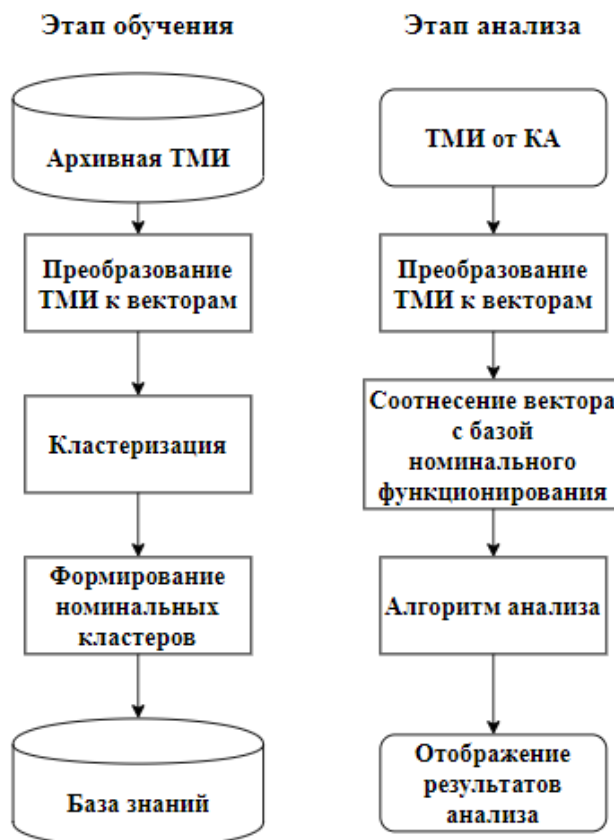 Этап обучения
Архивная ТМИ
Преобразование
ТМИ к векторам
Кластеризация
Формирование
номинальных
кластеров
База знаний
Этап анализа
ТМИ от КА
Преобразование
ТМИ к векторам
Соотнесение вектора
с базой
номинального
функционирования
Алгоритм анализа
Отображение
результатов
анализа